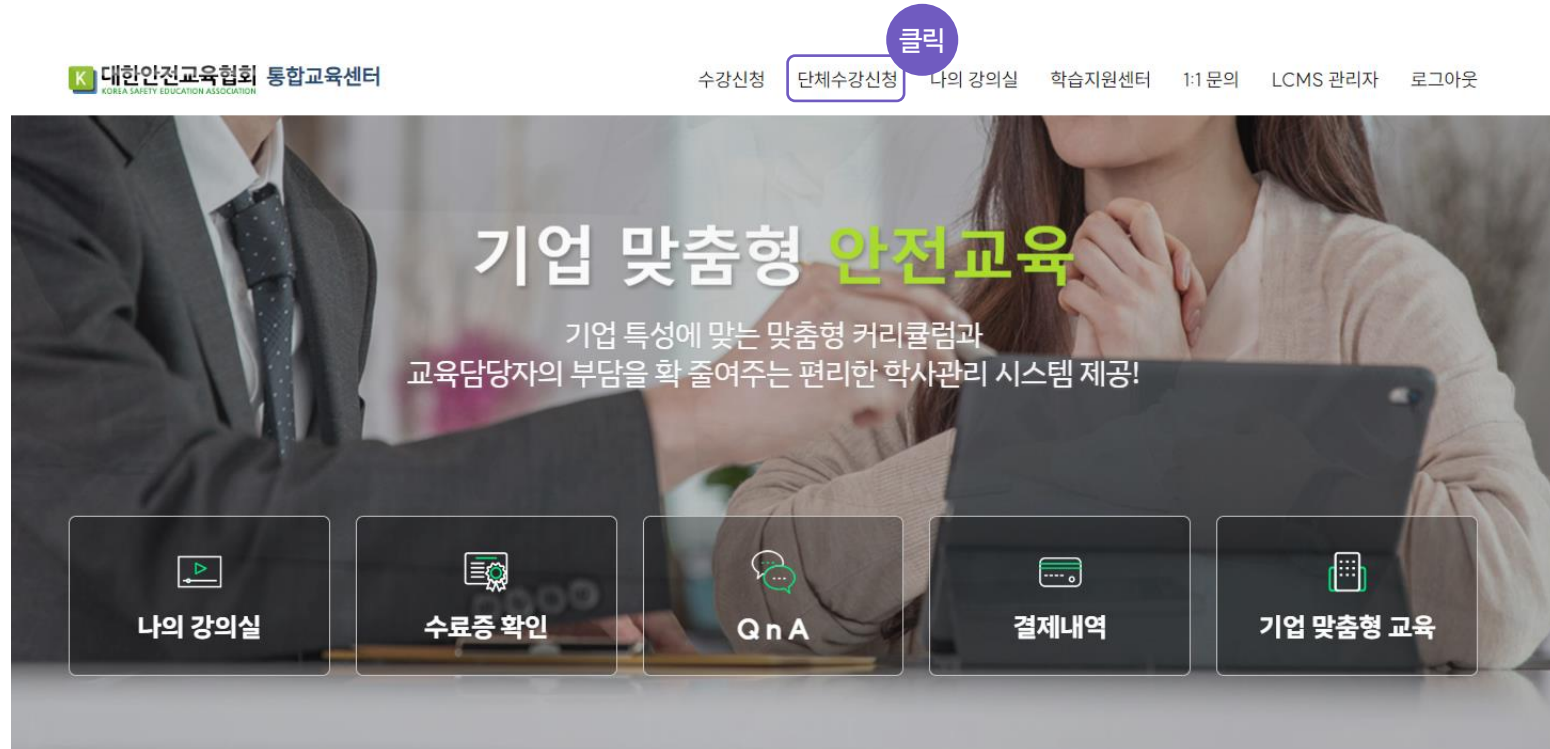 클릭
K 대한안전교육협회 통합교육센터
KOREA SAFETY EDUCATION ASSOCIATION
수강신청 단체수강신청 나의 강의실 학습지원센터 1:1 문의 LCMS 관리자 로그아웃
기업 맞춤형 안전교육
기업 특성에 맞는 맞춤형 커리큘럼과
교육담당자의 부담을 확 줄여주는 편리한 학사관리 시스템 제공!
나의 강의실 수료증 확인 QnA 결제내역 기업 맞춤형 교육